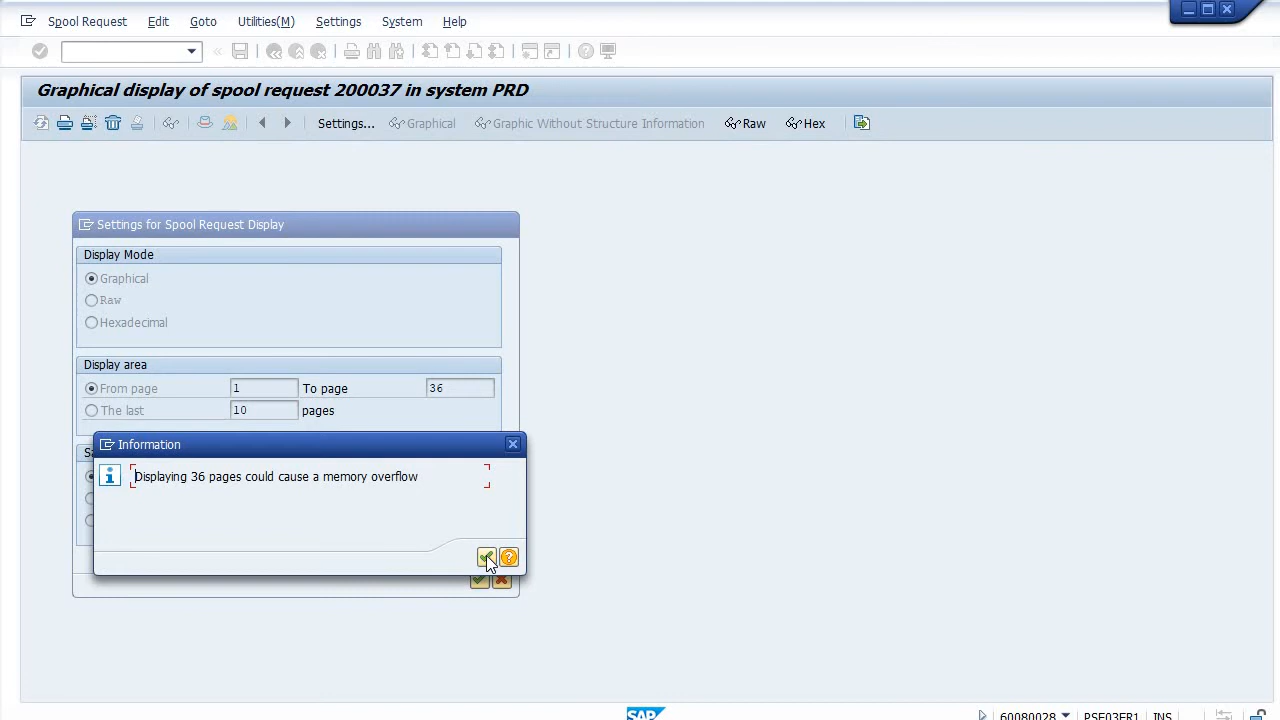 Spool Request Edit Goto Utilities(M) Settings System Help
Graphical display of spool request 200037 in system PRD
Settings... Graphical Graphic Without Structure Information Raw Hex
Settings for Spool Request Display
Display Mode
Graphical
Raw
Hexadecimal
Display area
From page 1 To page 36
The last 10 pages
Information
Displaying 36 pages could cause a memory overflow
SAP 60080028 PSE03ER1 INS